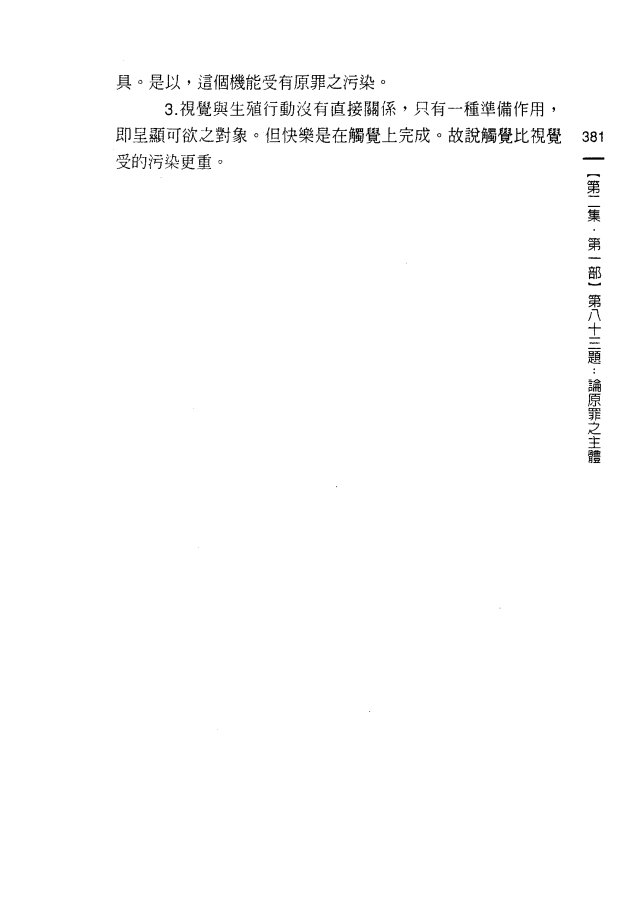 具。是以，這個機能受有原罪之污染。
3.視覺與生殖行動沒有直接關係，只有一種準備作用，
即呈顯可欲之對象。但快樂是在觸覺上完成。故說觸覺比視覺
受的污染更重。
381
【第二集．第一部】第八十三題：論原罪之主體